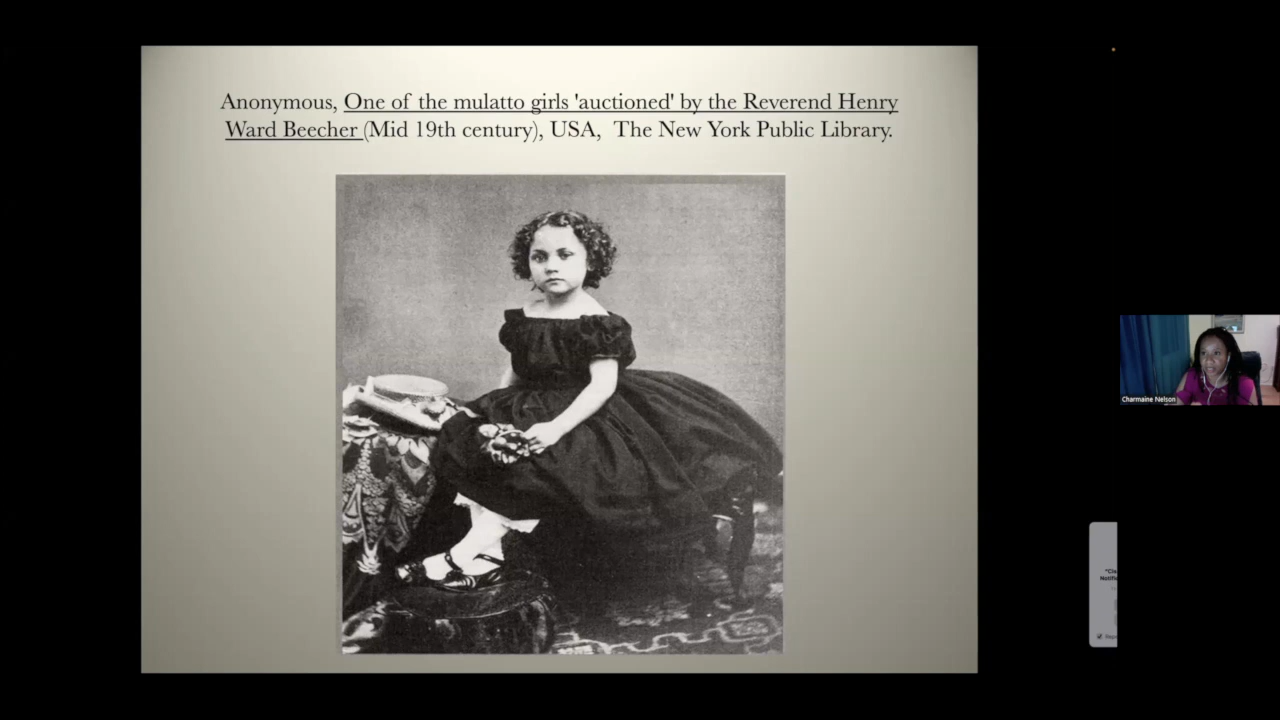 Anonymous, One of the mulatto girls 'auctioned' by the Reverend Henry
Ward Beecher (Mid 19th century), USA, The New York Public Library.
Charmaine Nelson